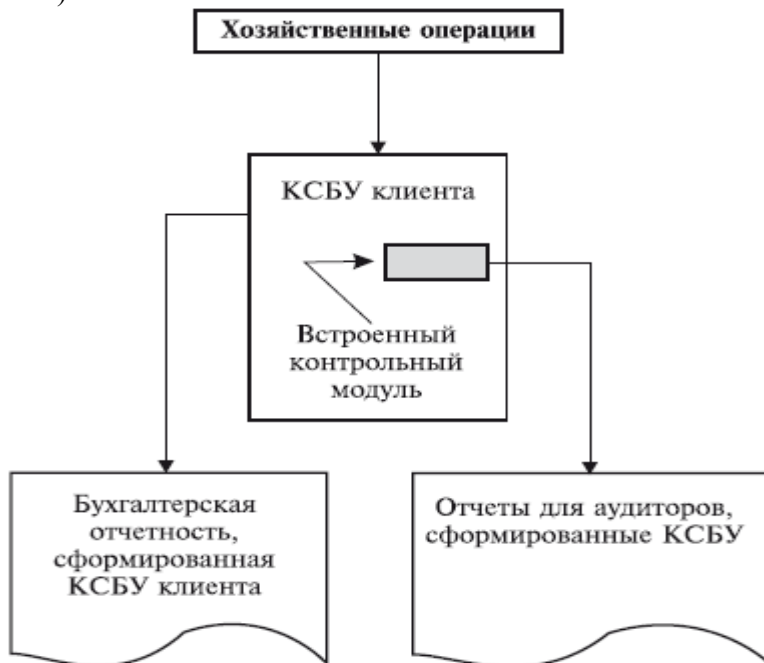 )
Хозяйственные операции
КСБУ клиента
Встроенный
контрольный
модуль
Бухгалтерская
отчетность,
сформированная
КСБУ клиента
Отчеты для аудиторов,
сформированные КСБУ